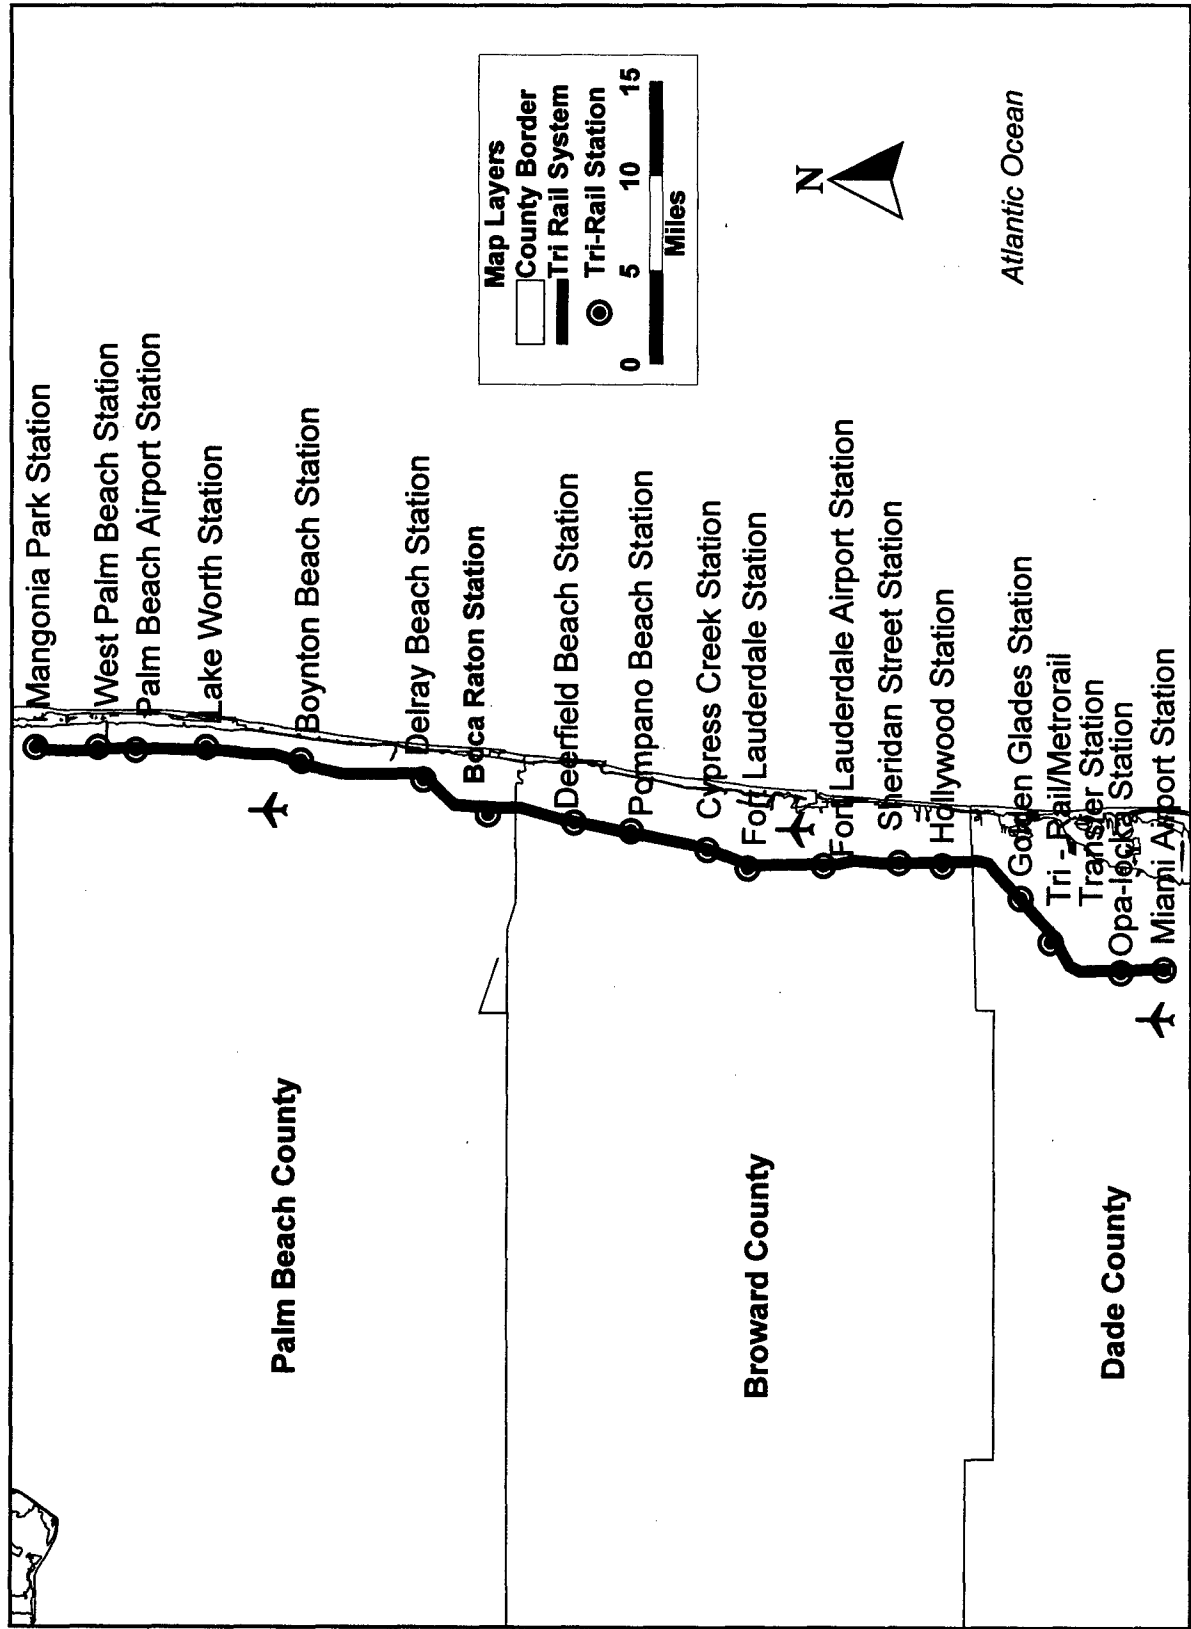 Mangonia Park Station
West Palm Beach Station
Palm Beach Airport Station
Lake Worth Station
Boynton Beach Station
Delray Beach Station
Boca Raton Station
Deerfield Beach Station
Pompano Beach Station
Cypress Creek Station
Fort Lauderdale Station
Fort Lauderdale Airport Station
Sheridan Street Station
Hollywood Station
Golden Glades Station
Tri - Rail/Metrorail
Transfer Station
Opa-locka Station
Miami Airport Station
Palm Beach County
Broward County
Dade County
Map Layers
County Border
Tri Rail System
Tri-Rail Station
0 5 10 15
Miles
N
Atlantic Ocean